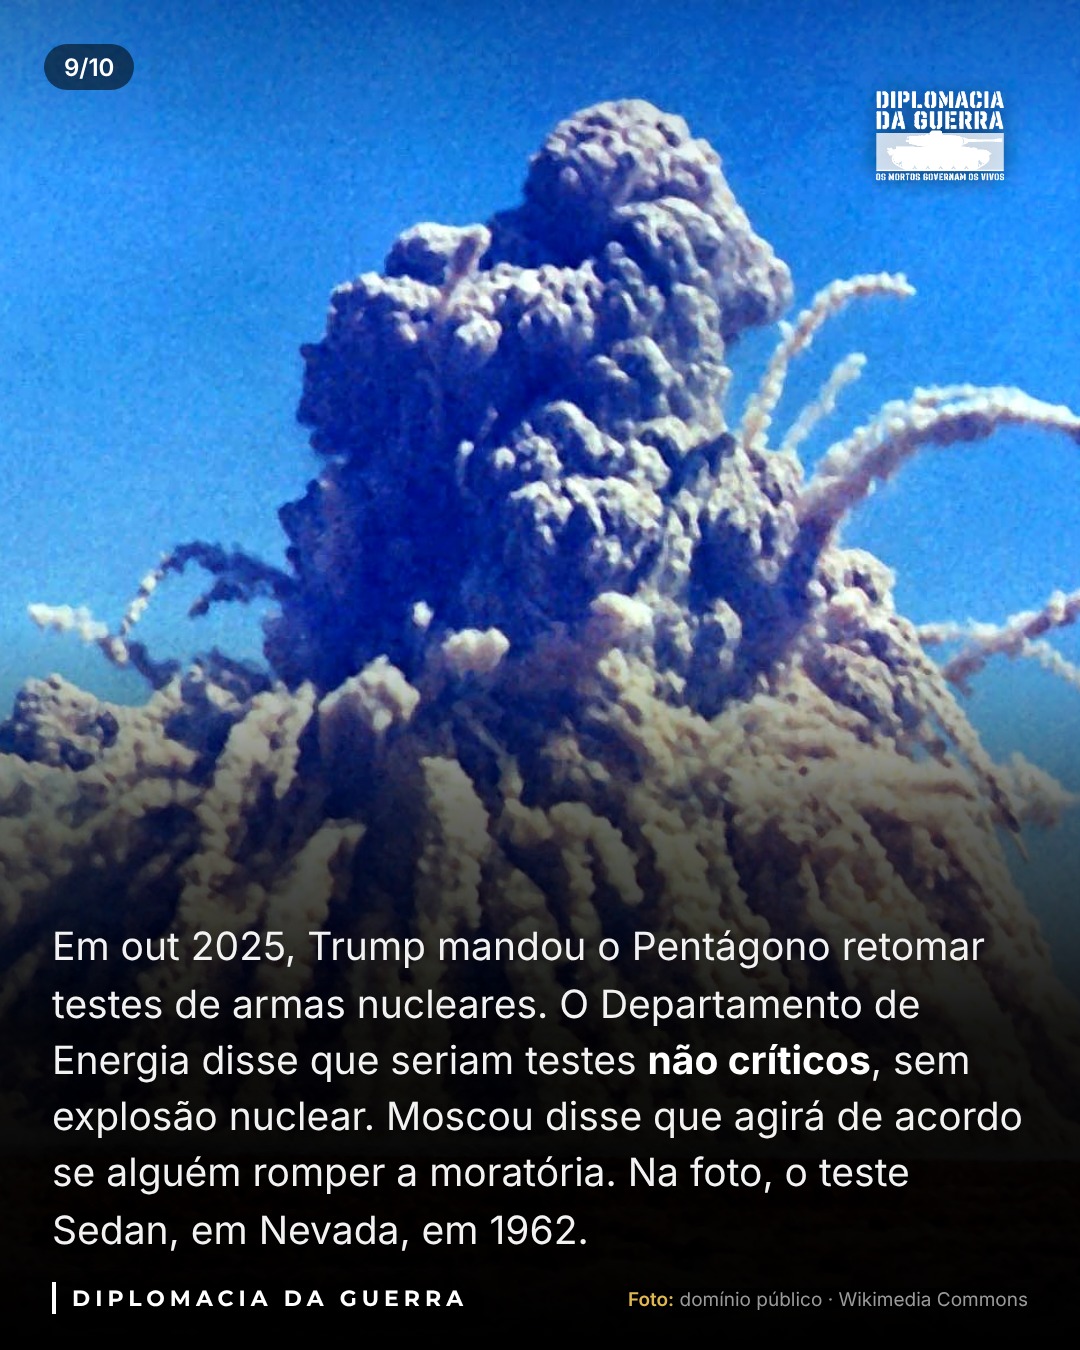 9/10
DIPLOMACIA
DA GUERRA
OS MORTOS GOVERNAM OS VIVOS
Em out 2025, Trump mandou o Pentágono retomar
testes de armas nucleares. O Departamento de
Energia disse que seriam testes não críticos, sem
explosão nuclear. Moscou disse que agirá de acordo
se alguém romper a moratória. Na foto, o teste
Sedan, em Nevada, em 1962.
DIPLOMACIA DA GUERRA
Foto: domínio público · Wikimedia Commons